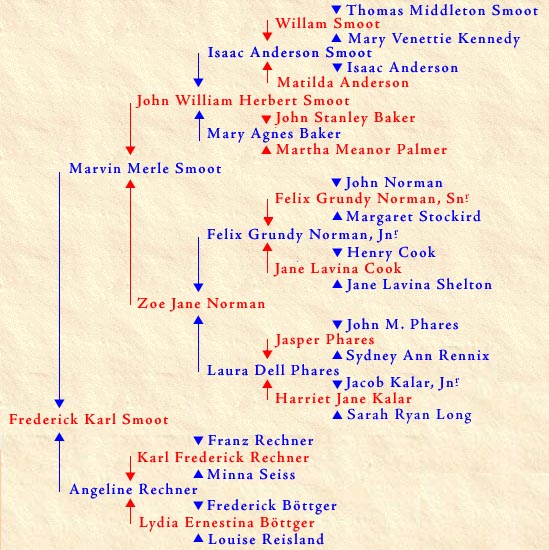 Thomas Middleton Smoot
Willam Smoot
Mary Venettie Kennedy
Isaac Anderson Smoot
Isaac Anderson
Matilda Anderson
John William Herbert Smoot
John Stanley Baker
Mary Agnes Baker
Martha Meanor Palmer
Marvin Merle Smoot
John Norman
Felix Grundy Norman, Snr
Margaret Stockird
Felix Grundy Norman, Jnr
Henry Cook
Jane Lavina Cook
Jane Lavina Shelton
Zoe Jane Norman
John M. Phares
Jasper Phares
Sydney Ann Rennix
Laura Dell Phares
Jacob Kalar, Jnr
Harriet Jane Kalar
Sarah Ryan Long
Frederick Karl Smoot
Franz Rechner
Karl Frederick Rechner
Minna Seiss
Angeline Rechner
Frederick Böttger
Lydia Ernestina Böttger
Louise Reisland